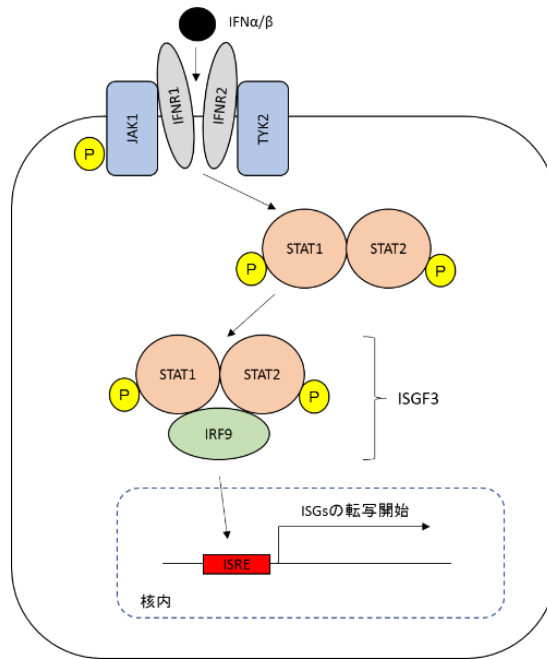 IFNα/β
JAK1
IFNR1
IFNR2
TYK2
P
STAT1
STAT2
P
P
STAT1
STAT2
P
P
IRF9
ISGF3
ISGsの転写開始
ISRE
核内